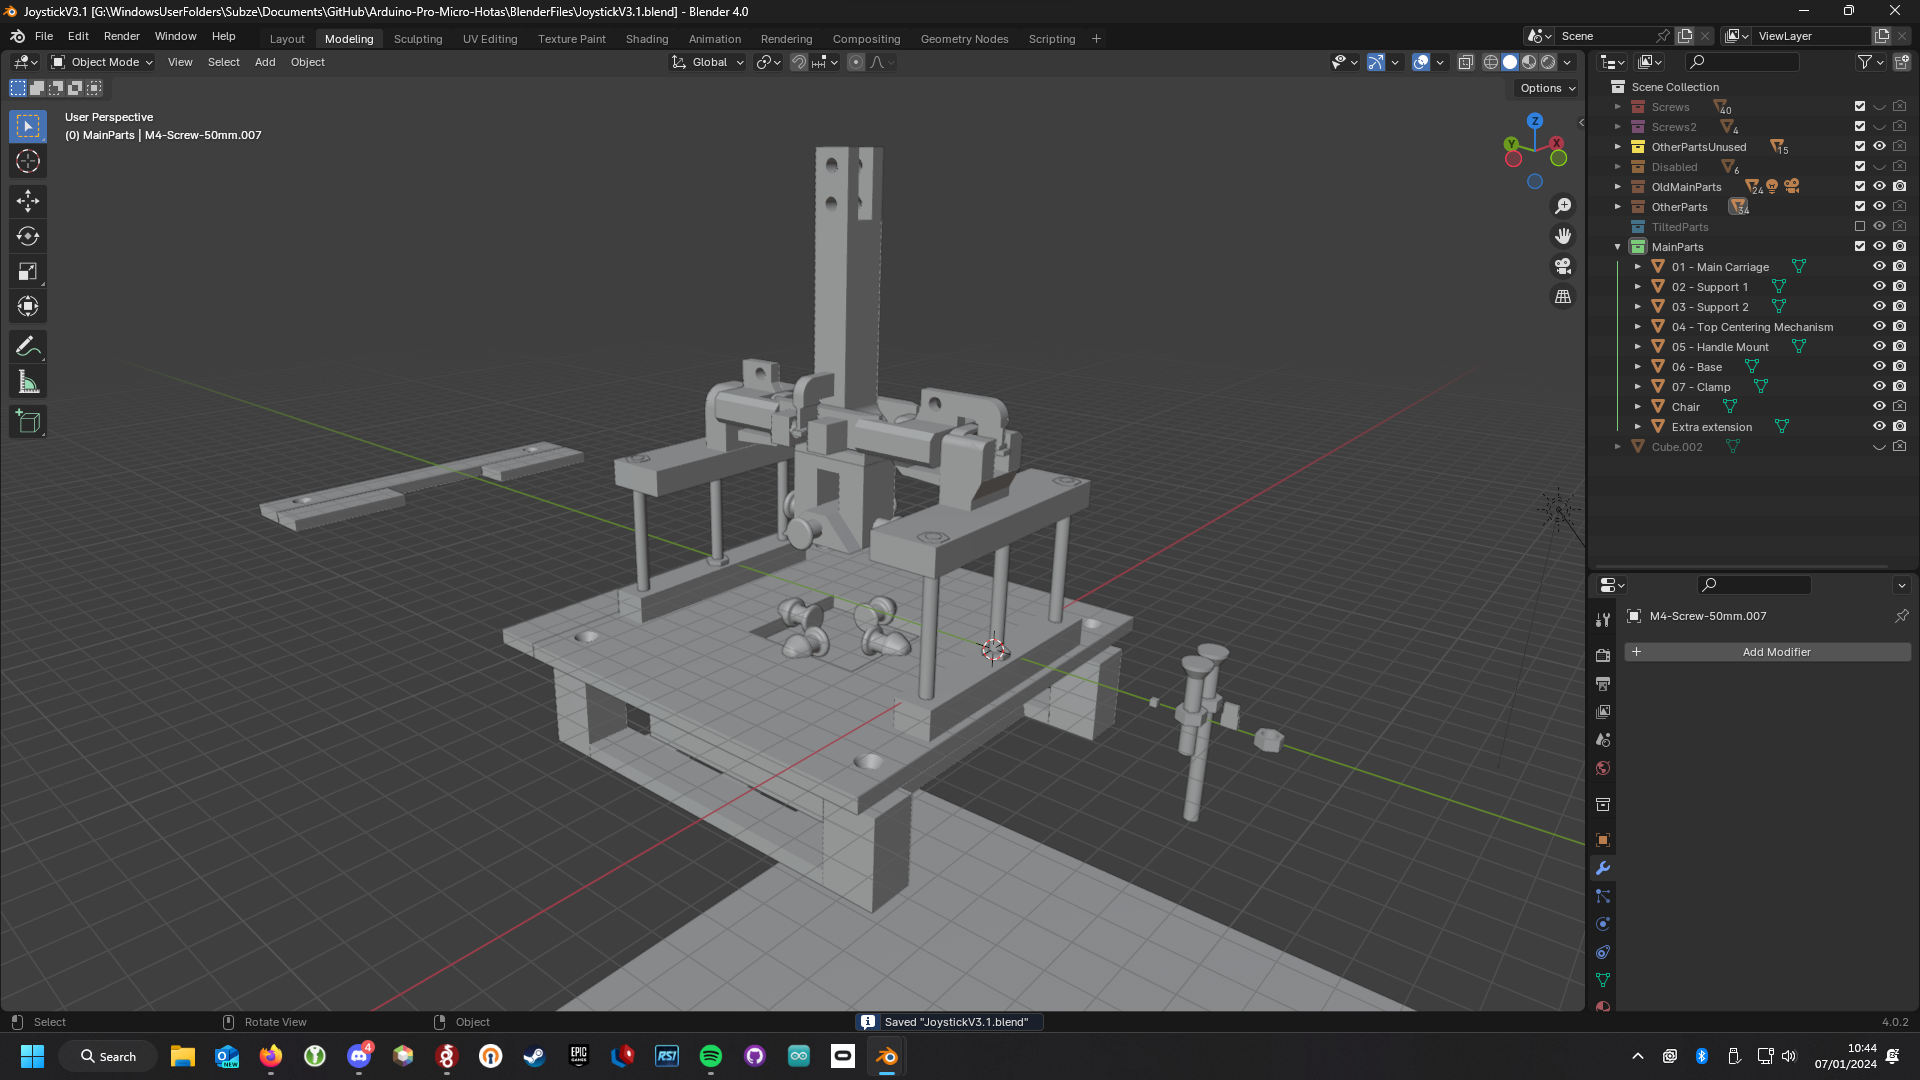 JoystickV3.1 [G:\WindowsUserFolders\Subze\Documents\GitHub\Arduino-Pro-Micro-Hotas\BlenderFiles\JoystickV3.1.blend] - Blender 4.0
File Edit Render Window Help
Layout Modeling Sculpting UV Editing Texture Paint Shading Animation Rendering Compositing Geometry Nodes Scripting +
Scene
ViewLayer
Object Mode View Select Add Object
Global
Options
User Perspective
(0) MainParts | M4-Screw-50mm.007
Z
Y
X
Scene Collection
Screws 40
Screws2 4
OtherPartsUnused 15
Disabled 6
OldMainParts 24
OtherParts 34
TiltedParts
MainParts
01 - Main Carriage
02 - Support 1
03 - Support 2
04 - Top Centering Mechanism
05 - Handle Mount
06 - Base
07 - Clamp
Chair
Extra extension
Cube.002
M4-Screw-50mm.007
+ Add Modifier
Select
Rotate View
Object
Saved "JoystickV3.1.blend"
4.0.2
Search
NEW
4
EPIC GAMES
RSI
10:44
07/01/2024